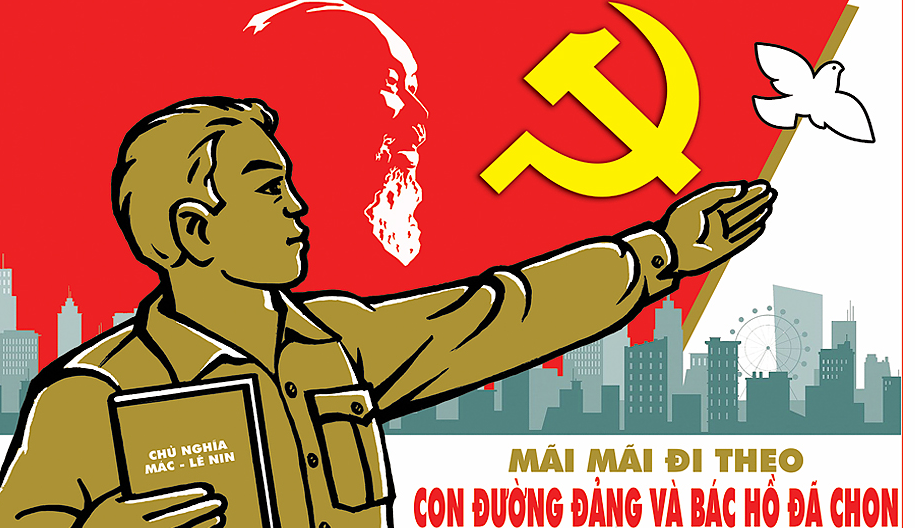 CHỦ NGHĨA
MÁC - LÊ NIN
MÃI MÃI ĐI THEO
CON ĐƯỜNG ĐẢNG VÀ BÁC HỒ ĐÃ CHỌN